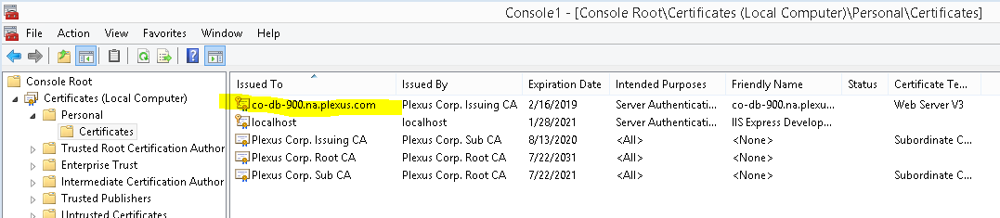 Console1 - [Console Root\Certificates (Local Computer)\Personal\Certificates]
File Action View Favorites Window Help
Console Root
Certificates (Local Computer)
Personal
Certificates
Trusted Root Certification Author
Enterprise Trust
Intermediate Certification Author
Trusted Publishers
Untrusted Certificates
Issued To Issued By Expiration Date Intended Purposes Friendly Name Status Certificate Te...
co-db-900.na.plexus.com Plexus Corp. Issuing CA 2/16/2019 Server Authenticati... co-db-900.na.plexu... Web Server V3
localhost localhost 1/28/2021 Server Authenticati... IIS Express Develop...
Plexus Corp. Issuing CA Plexus Corp. Sub CA 8/13/2020 <All> <None> Subordinate C...
Plexus Corp. Root CA Plexus Corp. Root CA 7/22/2031 <All> <None>
Plexus Corp. Sub CA Plexus Corp. Root CA 7/22/2021 <All> <None> Subordinate C...